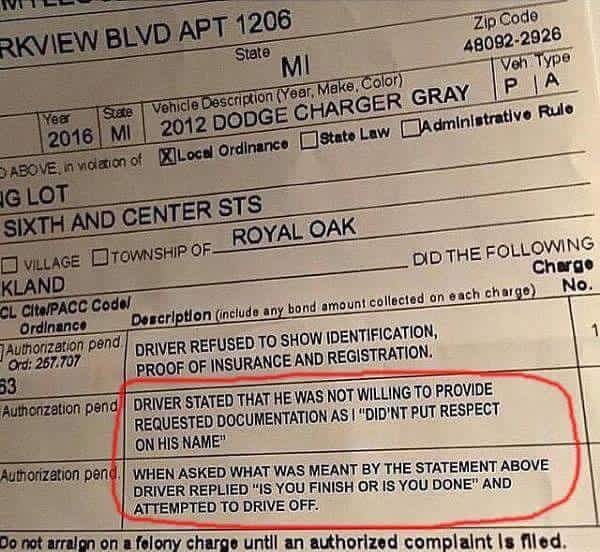 RKVIEW BLVD APT 1206
Zip Code
48092-2926
State
MI
Veh Type
P | A
Year
2016
State
MI
Vehicle Description (Year, Make, Color)
2012 DODGE CHARGER GRAY
D ABOVE, in violation of ☒Local Ordinance ☐State Law ☐Administrative Rule
NG LOT
SIXTH AND CENTER STS
☐ VILLAGE ☐TOWNSHIP OF ROYAL OAK
KLAND
DID THE FOLLOWING
CL Cite/PACC Code/
Ordinance
Description (include any bond amount collected on each charge)
Charge
No.
Authorization pend
Ord: 257.707
63
DRIVER REFUSED TO SHOW IDENTIFICATION,
PROOF OF INSURANCE AND REGISTRATION.
1
Authorization pend
DRIVER STATED THAT HE WAS NOT WILLING TO PROVIDE
REQUESTED DOCUMENTATION AS I "DID'NT PUT RESPECT
ON HIS NAME"
Authorization pend.
WHEN ASKED WHAT WAS MEANT BY THE STATEMENT ABOVE
DRIVER REPLIED "IS YOU FINISH OR IS YOU DONE" AND
ATTEMPTED TO DRIVE OFF.
Do not arraign on a felony charge until an authorized complaint is filed.